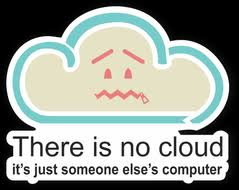 There is no cloud
it's just someone else's computer